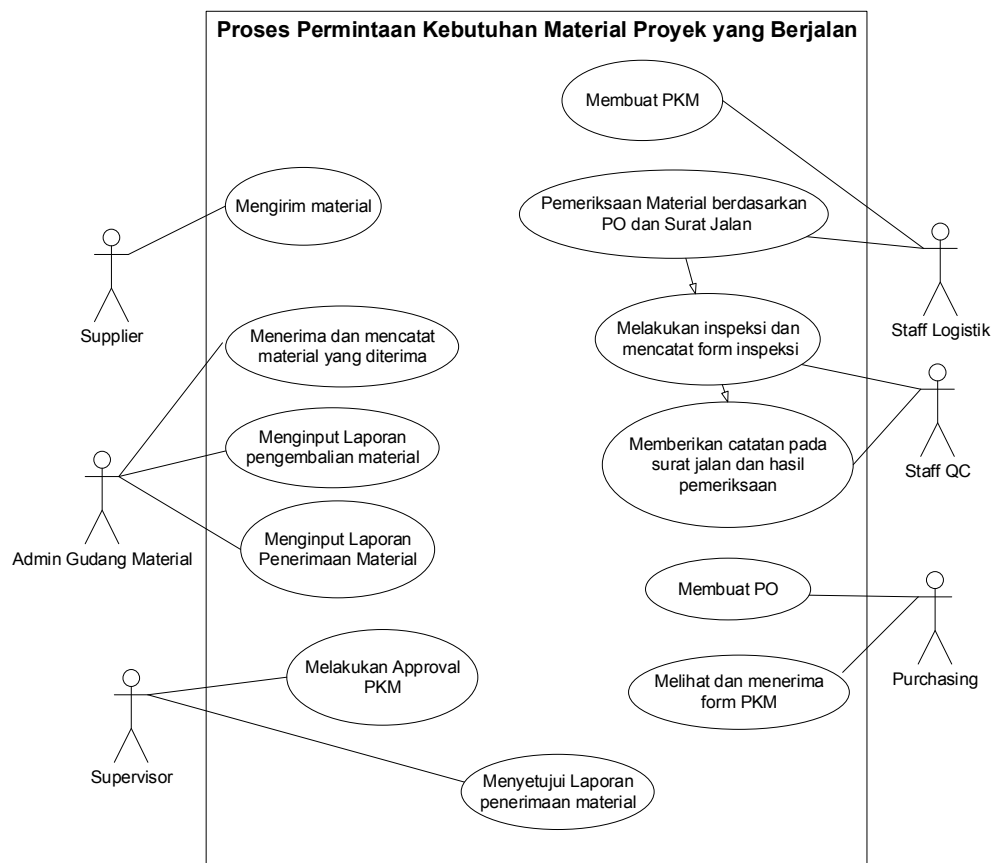 Proses Permintaan Kebutuhan Material Proyek yang Berjalan
Membuat PKM
Mengirim material
Pemeriksaan Material berdasarkan
PO dan Surat Jalan
Supplier
Staff Logistik
Menerima dan mencatat
material yang diterima
Melakukan inspeksi dan
mencatat form inspeksi
Menginput Laporan
pengembalian material
Memberikan catatan pada
surat jalan dan hasil
pemeriksaan
Staff QC
Menginput Laporan
Penerimaan Material
Admin Gudang Material
Membuat PO
Melakukan Approval
PKM
Melihat dan menerima
form PKM
Purchasing
Supervisor
Menyetujui Laporan
penerimaan material